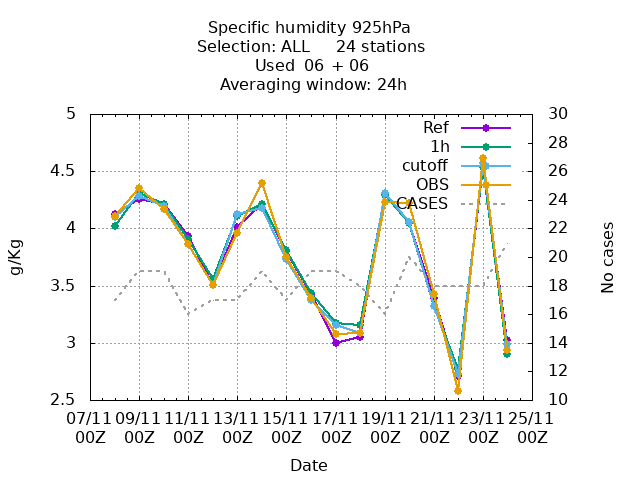 Specific humidity 925hPa
Selection: ALL 24 stations
Used 06 + 06
Averaging window: 24h
5
4.5
4
3.5
3
2.5
g/Kg
30
28
26
24
22
20
18
16
14
12
10
No cases
Ref
1h
cutoff
OBS
CASES
07/11 09/11 11/11 13/11 15/11 17/11 19/11 21/11 23/11 25/11
00Z 00Z 00Z 00Z 00Z 00Z 00Z 00Z 00Z 00Z
Date